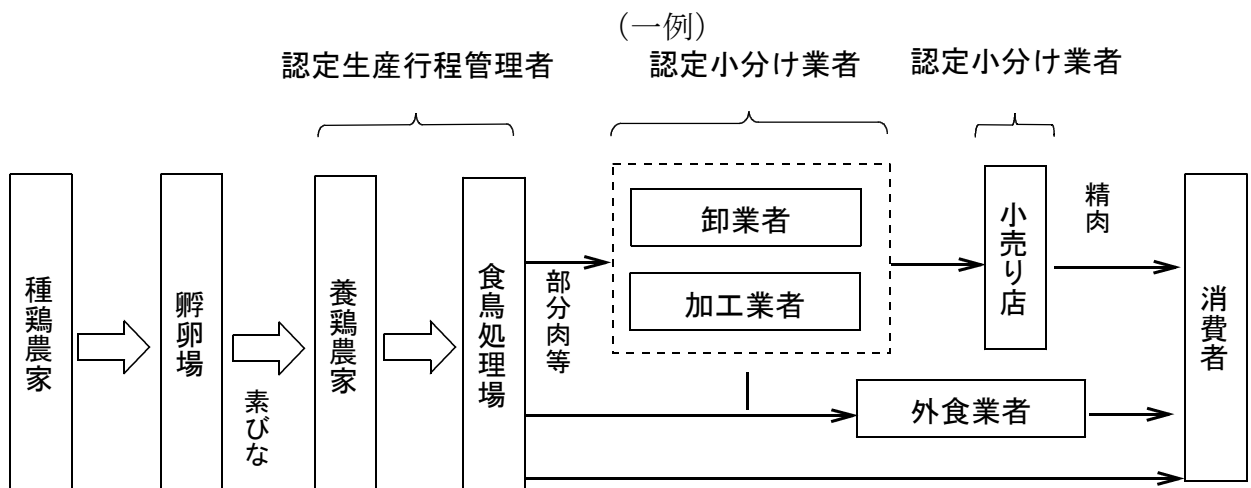 （一例）
認定生産行程管理者
認定小分け業者
認定小分け業者
種鶏農家
孵卵場
素びな
養鶏農家
食鳥処理場
部分肉等
卸業者
加工業者
小売り店
精肉
外食業者
消費者